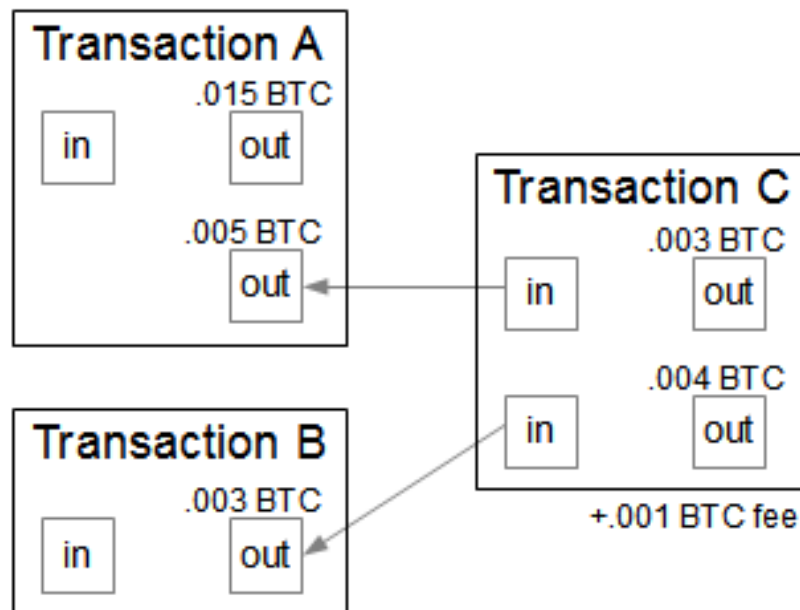 Transaction A
.015 BTC
in
out
.005 BTC
out
Transaction B
.003 BTC
in
out
Transaction C
.003 BTC
in
out
.004 BTC
in
out
+.001 BTC fee